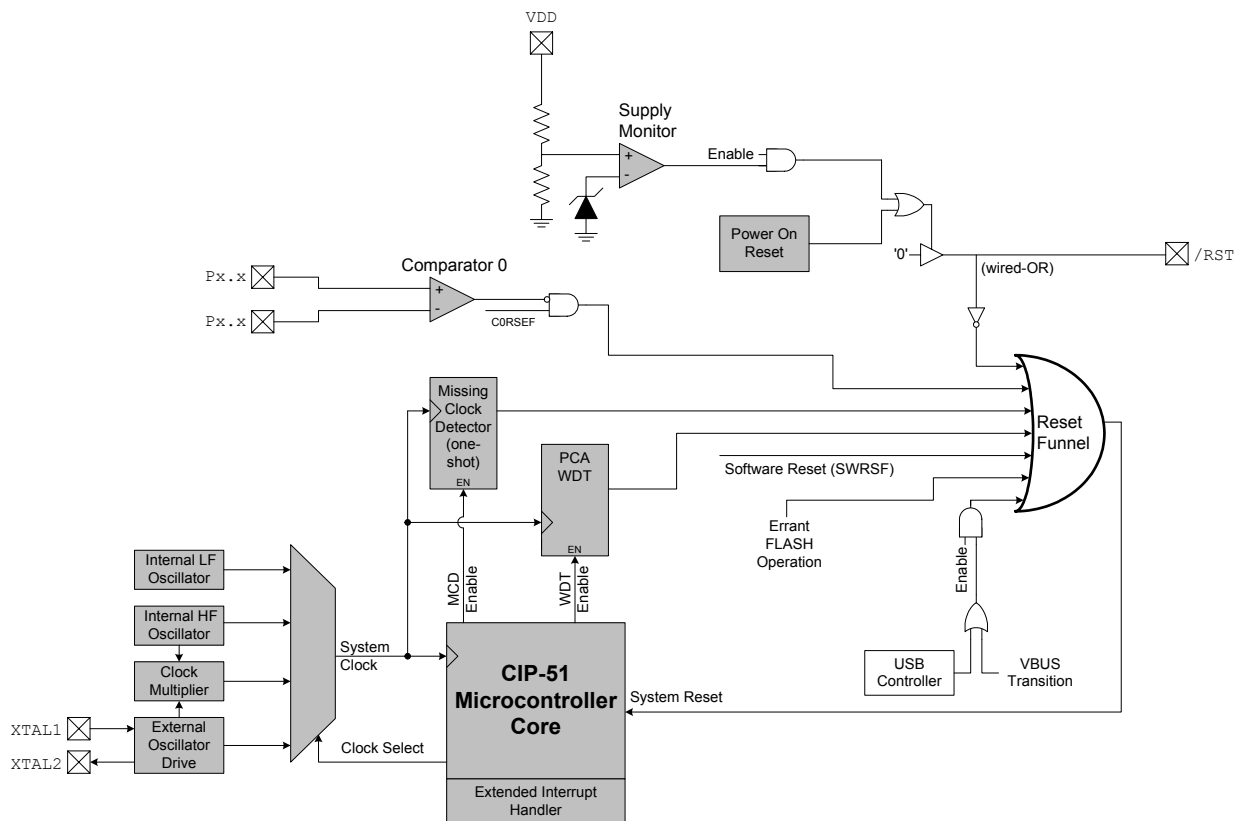 VDD
Supply
Monitor
+
-
Enable
Power On
Reset
'0'
(wired-OR)
/RST
Px.x
Px.x
Comparator 0
+
-
C0RSEF
Missing
Clock
Detector
(one-
shot)
EN
PCA
WDT
EN
Software Reset (SWRSF)
Errant
FLASH
Operation
Reset
Funnel
Enable
USB
Controller
VBUS
Transition
MCD
Enable
WDT
Enable
Internal LF
Oscillator
Internal HF
Oscillator
Clock
Multiplier
External
Oscillator
Drive
XTAL1
XTAL2
System
Clock
Clock Select
CIP-51
Microcontroller
Core
System Reset
Extended Interrupt
Handler